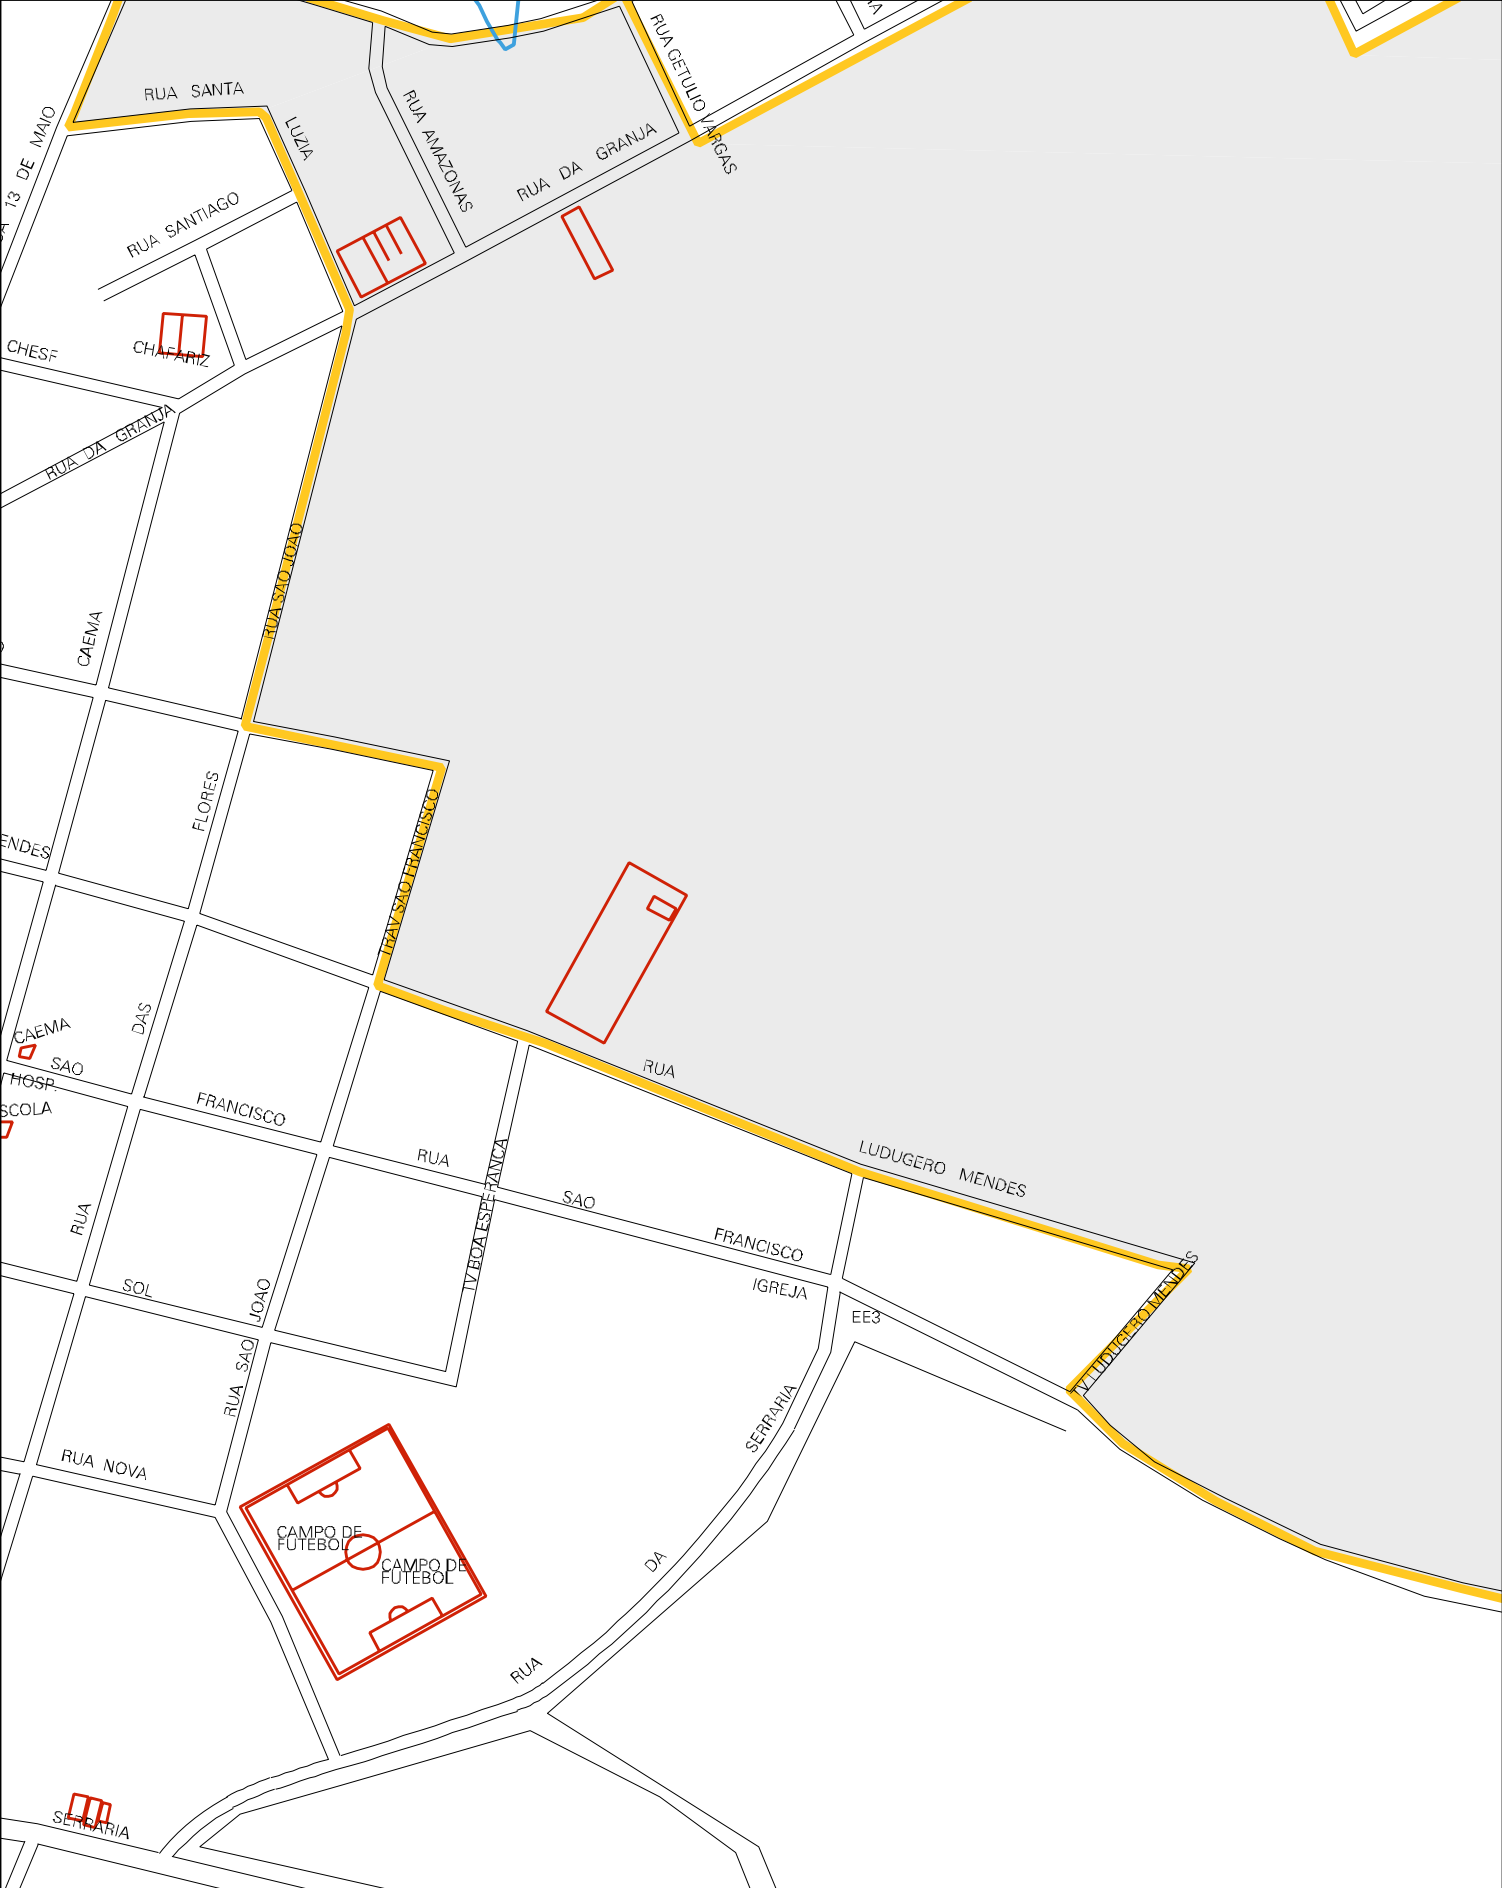 RUA GETULIO VARGAS
RUA SANTA
LUZIA
RUA AMAZONAS
RUA DA GRANJA
13 DE MAIO
RUA SANTIAGO
CHESF
CHAFARIZ
RUA DA GRANJA
RUA SAO JOAO
CAEMA
FLORES
TRAV SAO FRANCISCO
ENDES
DAS
CAEMA
SAO
HOSP.
SCOLA
FRANCISCO
RUA
RUA
LUDUGERO MENDES
RUA
TV BOA ESPERANCA
SAO
FRANCISCO
IGREJA
EE3
TV LUDUGERO MENDES
SOL
JOAO
SAO
RUA
SERRARIA
RUA NOVA
CAMPO DE
FUTEBOL
CAMPO DE
FUTEBOL
DA
RUA
SERRARIA